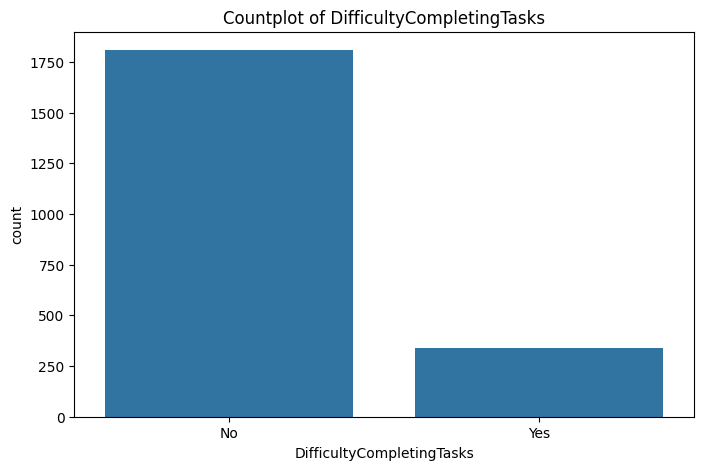 Countplot of DifficultyCompletingTasks
1750
1500
1250
1000
750
500
250
0
count
No
Yes
DifficultyCompletingTasks